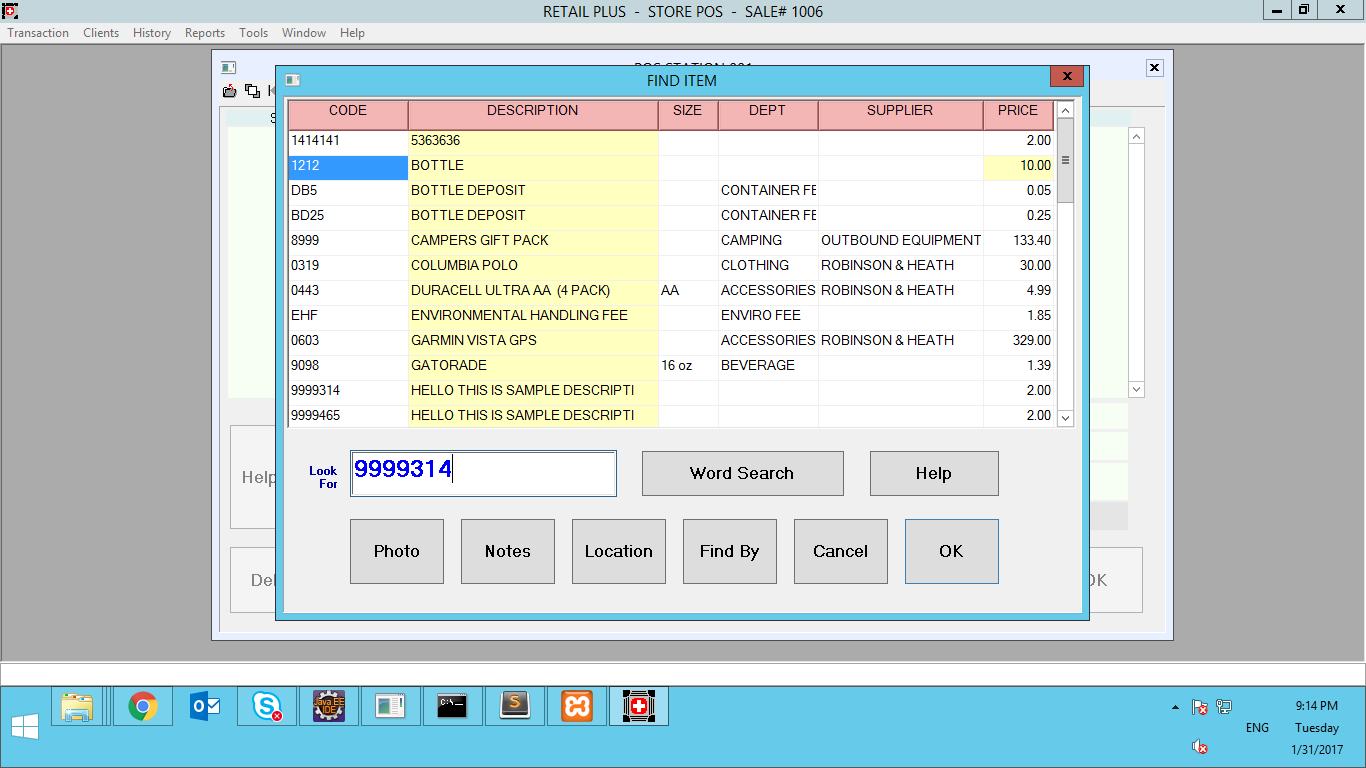 RETAIL PLUS - STORE POS - SALE# 1006
Transaction Clients History Reports Tools Window Help
FIND ITEM
CODE DESCRIPTION SIZE DEPT SUPPLIER PRICE
1414141 5363636 2.00
1212 BOTTLE 10.00
DB5 BOTTLE DEPOSIT CONTAINER FE 0.05
BD25 BOTTLE DEPOSIT CONTAINER FE 0.25
8999 CAMPERS GIFT PACK CAMPING OUTBOUND EQUIPMENT 133.40
0319 COLUMBIA POLO CLOTHING ROBINSON & HEATH 30.00
0443 DURACELL ULTRA AA (4 PACK) AA ACCESSORIES ROBINSON & HEATH 4.99
EHF ENVIRONMENTAL HANDLING FEE ENVIRO FEE 1.85
0603 GARMIN VISTA GPS ACCESSORIES ROBINSON & HEATH 329.00
9098 GATORADE 16 oz BEVERAGE 1.39
9999314 HELLO THIS IS SAMPLE DESCRIPTI 2.00
9999465 HELLO THIS IS SAMPLE DESCRIPTI 2.00
Look For 9999314 Word Search Help
Help
Photo Notes Location Find By Cancel OK
Del OK
Java EE IDE C:\
9:14 PM
ENG Tuesday
1/31/2017